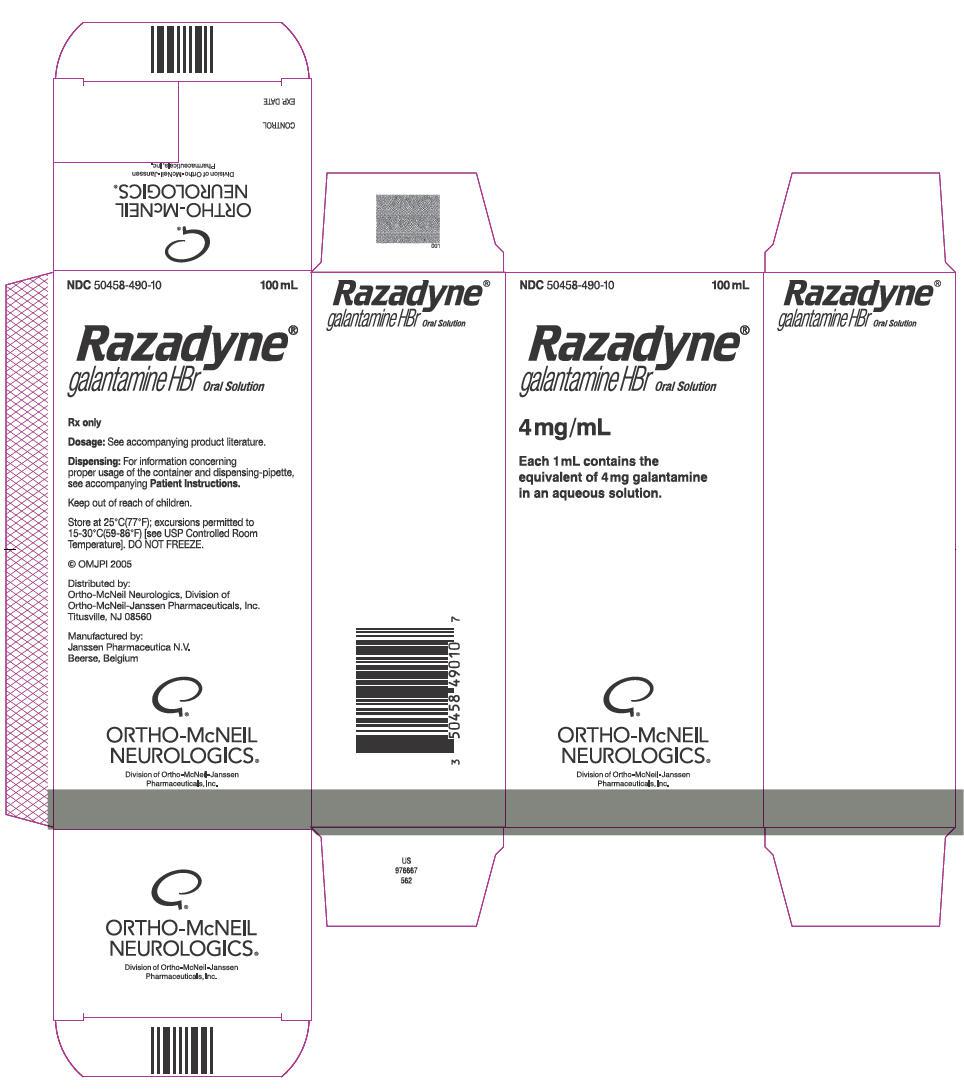 EXP. DATE
CONTROL
Division of Ortho-McNeil-Janssen
Pharmaceuticals, Inc.
ORTHO-McNEIL
NEUROLOGICS®
LOO
NDC 50458-490-10 100 mL
Razadyne®
galantamine HBr Oral Solution
Rx only
Dosage: See accompanying product literature.
Dispensing: For information concerning
proper usage of the container and dispensing-pipette,
see accompanying Patient Instructions.
Keep out of reach of children.
Store at 25°C(77°F); excursions permitted to
15-30°C(59-86°F) [see USP Controlled Room
Temperature]. DO NOT FREEZE.
© OMJPI 2005
Distributed by:
Ortho-McNeil Neurologics, Division of
Ortho-McNeil-Janssen Pharmaceuticals, Inc.
Titusville, NJ 08560
Manufactured by:
Janssen Pharmaceutica N.V.
Beerse, Belgium
ORTHO-McNEIL
NEUROLOGICS®
Division of Ortho-McNeil-Janssen
Pharmaceuticals, Inc.
Razadyne®
galantamine HBr Oral Solution
3 50458 49010 7
NDC 50458-490-10 100 mL
Razadyne®
galantamine HBr Oral Solution
4 mg/mL
Each 1 mL contains the
equivalent of 4 mg galantamine
in an aqueous solution.
ORTHO-McNEIL
NEUROLOGICS®
Division of Ortho-McNeil-Janssen
Pharmaceuticals, Inc.
Razadyne®
galantamine HBr Oral Solution
ORTHO-McNEIL
NEUROLOGICS®
Division of Ortho-McNeil-Janssen
Pharmaceuticals, Inc.
US
976667
562